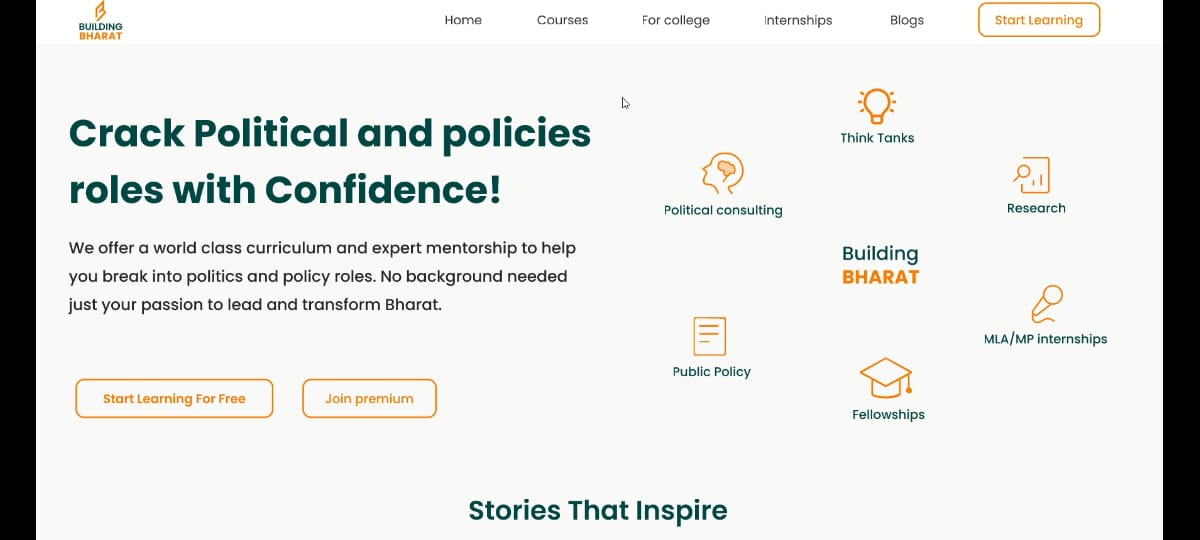 BUILDING
BHARAT
Home
Courses
For college
Internships
Blogs
Start Learning
Crack Political and policies
roles with Confidence!
We offer a world class curriculum and expert mentorship to help
you break into politics and policy roles. No background needed
just your passion to lead and transform Bharat.
Start Learning For Free
Join premium
Think Tanks
Political consulting
Research
Building
BHARAT
MLA/MP internships
Public Policy
Fellowships
Stories That Inspire